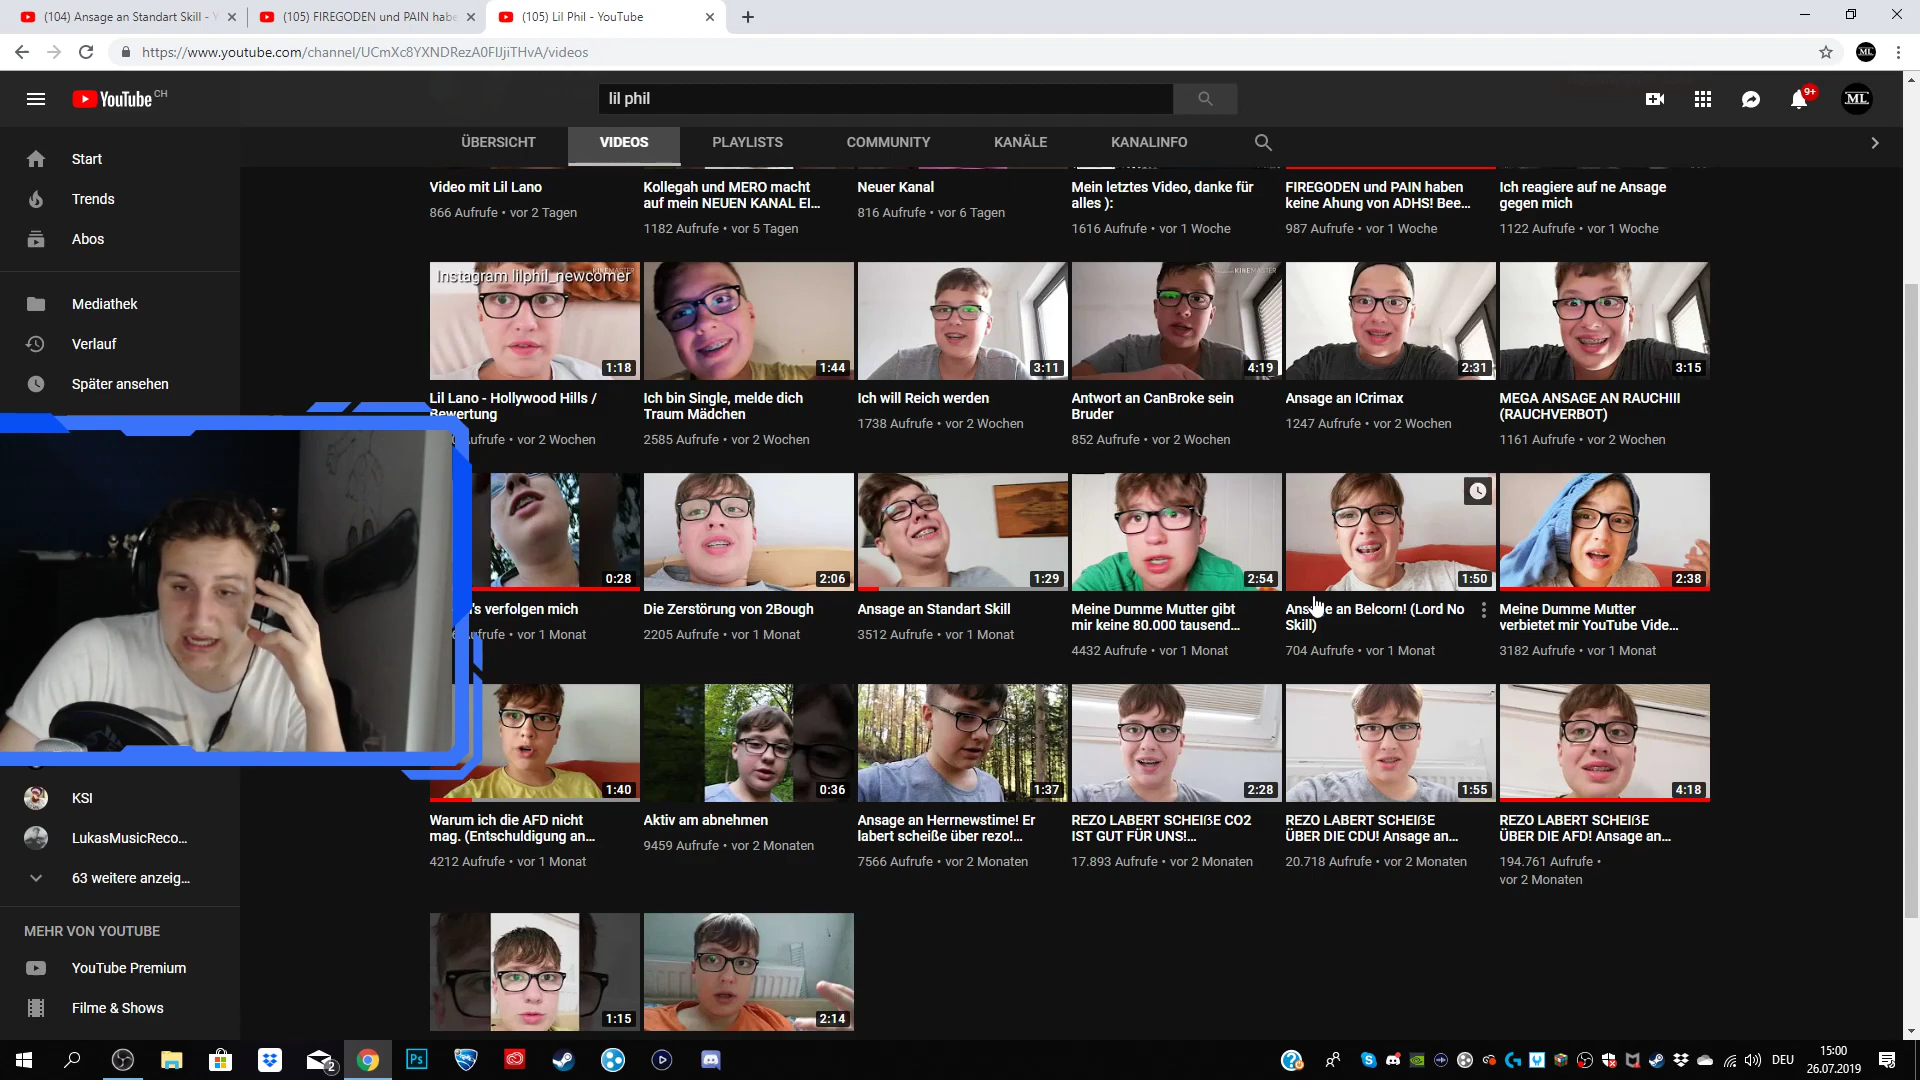 (104) Ansage an Standart Skill - Y
(105) FIREGODEN und PAIN habe
(105) Lil Phil - YouTube
https://www.youtube.com/channel/UCmXc8YXNDRezA0FlJjiTHvA/videos
ML
YouTube CH
lil phil
9+
ML
ÜBERSICHT
VIDEOS
PLAYLISTS
COMMUNITY
KANÄLE
KANALINFO
Start
Trends
Abos
Mediathek
Verlauf
Später ansehen
Video mit Lil Lano
866 Aufrufe • vor 2 Tagen
Kollegah und MERO macht
auf mein NEUEN KANAL EI...
1182 Aufrufe • vor 5 Tagen
Neuer Kanal
816 Aufrufe • vor 6 Tagen
Mein letztes Video, danke für
alles ):
1616 Aufrufe • vor 1 Woche
FIREGODEN und PAIN haben
keine Ahung von ADHS! Bee...
987 Aufrufe • vor 1 Woche
Ich reagiere auf ne Ansage
gegen mich
1122 Aufrufe • vor 1 Woche
Instagram lilphil_newcomer
1:18
Lil Lano - Hollywood Hills /
Bewertung
Aufrufe • vor 2 Wochen
1:44
Ich bin Single, melde dich
Traum Mädchen
2585 Aufrufe • vor 2 Wochen
3:11
Ich will Reich werden
1738 Aufrufe • vor 2 Wochen
KINEMASTER
4:19
Antwort an CanBroke sein
Bruder
852 Aufrufe • vor 2 Wochen
2:31
Ansage an ICrimax
1247 Aufrufe • vor 2 Wochen
3:15
MEGA ANSAGE AN RAUCHIII
(RAUCHVERBOT)
1161 Aufrufe • vor 2 Wochen
0:28
's verfolgen mich
Aufrufe • vor 1 Monat
2:06
Die Zerstörung von 2Bough
2205 Aufrufe • vor 1 Monat
1:29
Ansage an Standart Skill
3512 Aufrufe • vor 1 Monat
2:54
Meine Dumme Mutter gibt
mir keine 80.000 tausend...
4432 Aufrufe • vor 1 Monat
1:50
Ansage an Belcorn! (Lord No
Skill)
704 Aufrufe • vor 1 Monat
2:38
Meine Dumme Mutter
verbietet mir YouTube Vide...
3182 Aufrufe • vor 1 Monat
1:40
Warum ich die AFD nicht
mag. (Entschuldigung an...
4212 Aufrufe • vor 1 Monat
0:36
Aktiv am abnehmen
9459 Aufrufe • vor 2 Monaten
1:37
Ansage an Herrnewstime! Er
labert scheiße über rezo!...
7566 Aufrufe • vor 2 Monaten
2:28
REZO LABERT SCHEIẞE CO2
IST GUT FÜR UNS!...
17.893 Aufrufe • vor 2 Monaten
1:55
REZO LABERT SCHEIẞE
ÜBER DIE CDU! Ansage an...
20.718 Aufrufe • vor 2 Monaten
4:18
REZO LABERT SCHEIẞE
ÜBER DIE AFD! Ansage an...
194.761 Aufrufe •
vor 2 Monaten
1:15
2:14
KSI
LukasMusicReco...
63 weitere anzeig...
MEHR VON YOUTUBE
YouTube Premium
Filme & Shows
2
Ps
DEU
15:00
26.07.2019